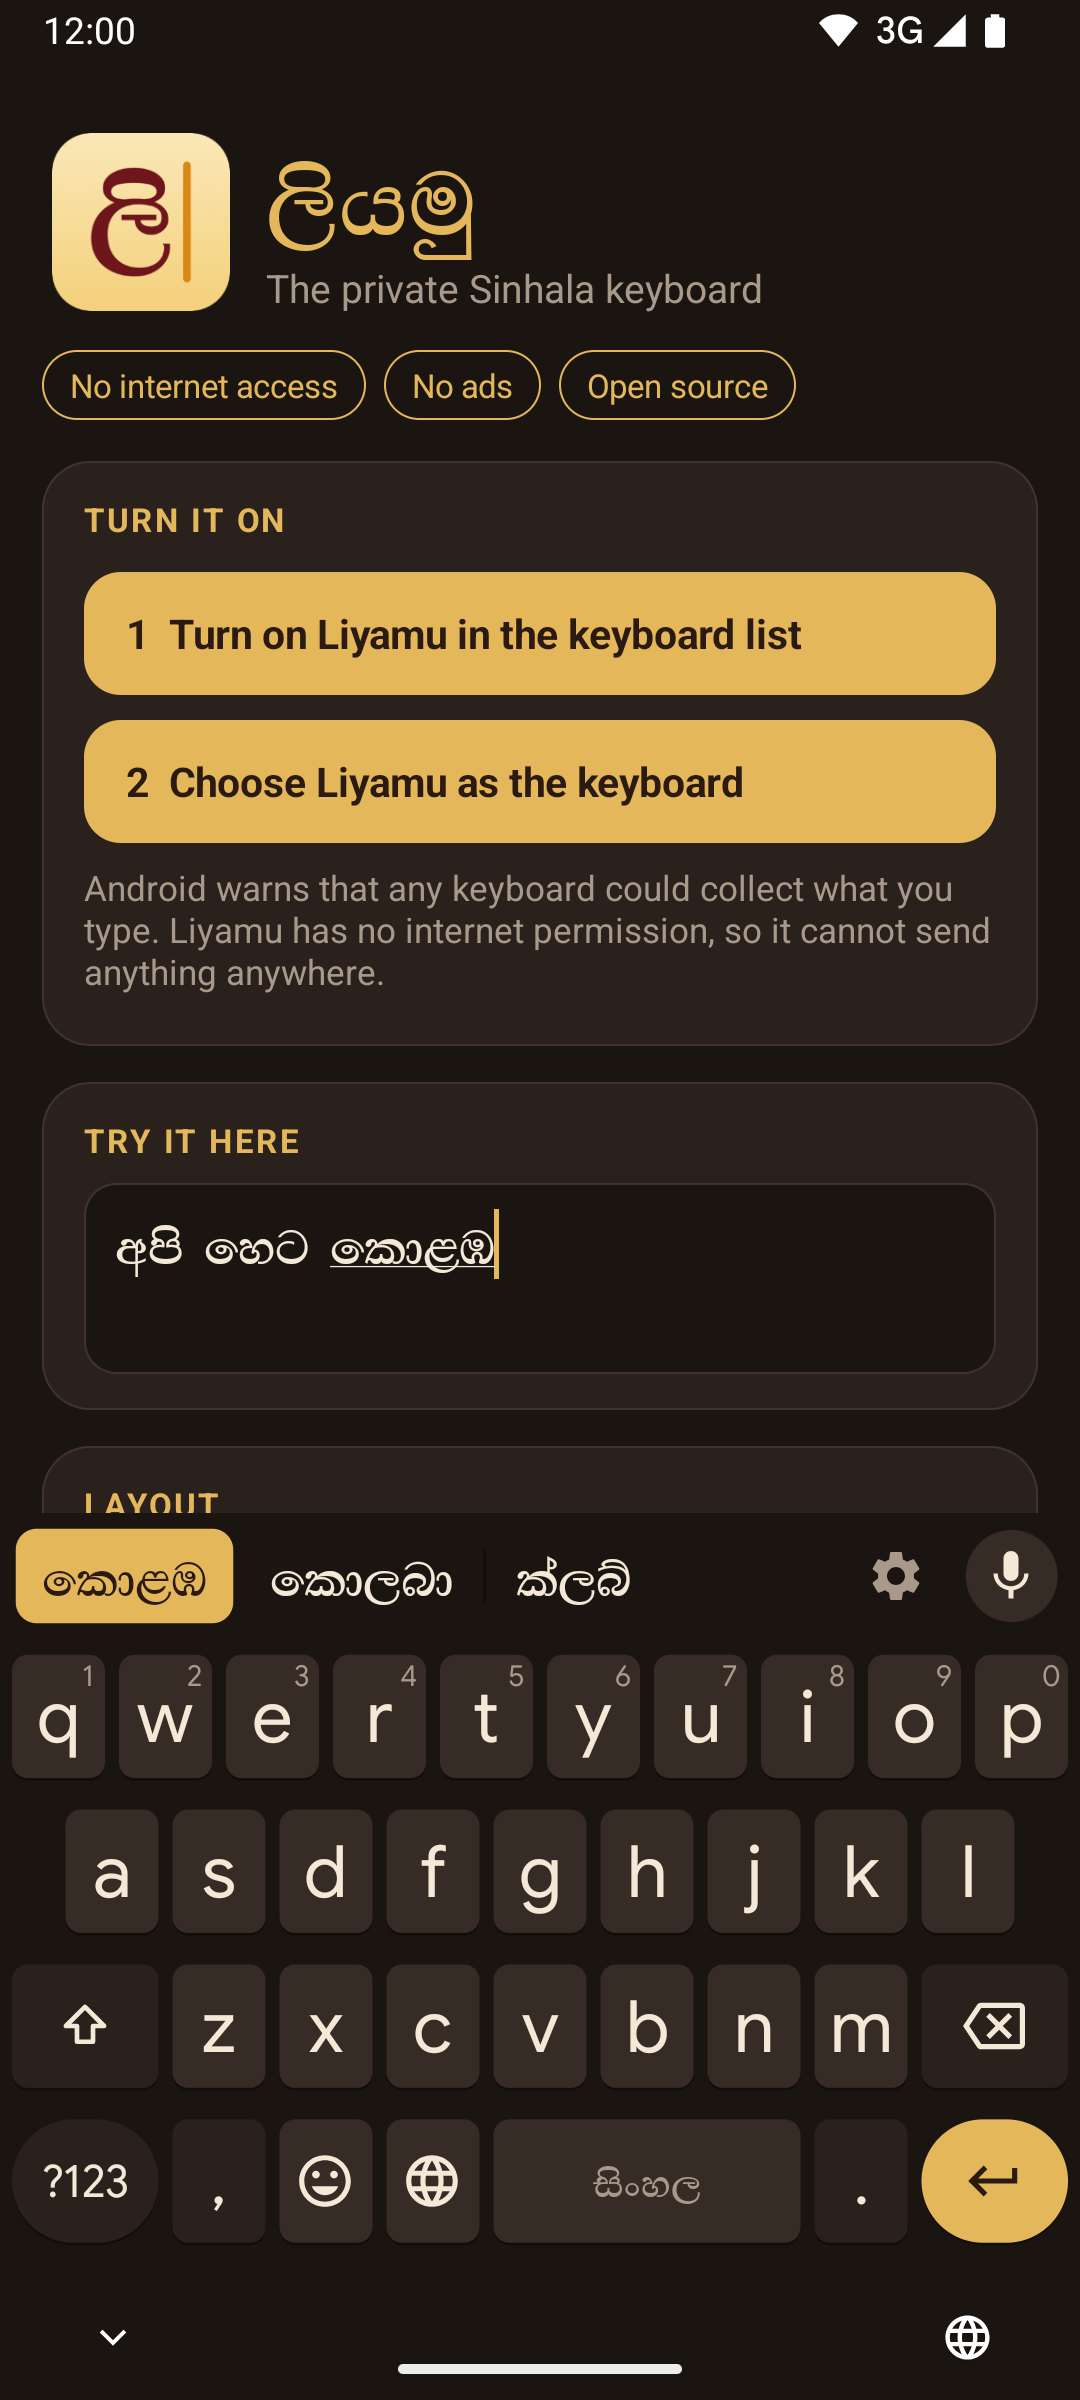 12:00 3G
ලි
ලියමු
The private Sinhala keyboard
No internet access No ads Open source
TURN IT ON
1 Turn on Liyamu in the keyboard list
2 Choose Liyamu as the keyboard
Android warns that any keyboard could collect what you
type. Liyamu has no internet permission, so it cannot send
anything anywhere.
TRY IT HERE
අපි හෙට කොළඹ
LAYOUT
කොළඹ කොලබා ක්ලබ්
q 1 w 2 e 3 r 4 t 5 y 6 u 7 i 8 o 9 p 0
a s d f g h j k l
z x c v b n m
?123 , සිංහල .